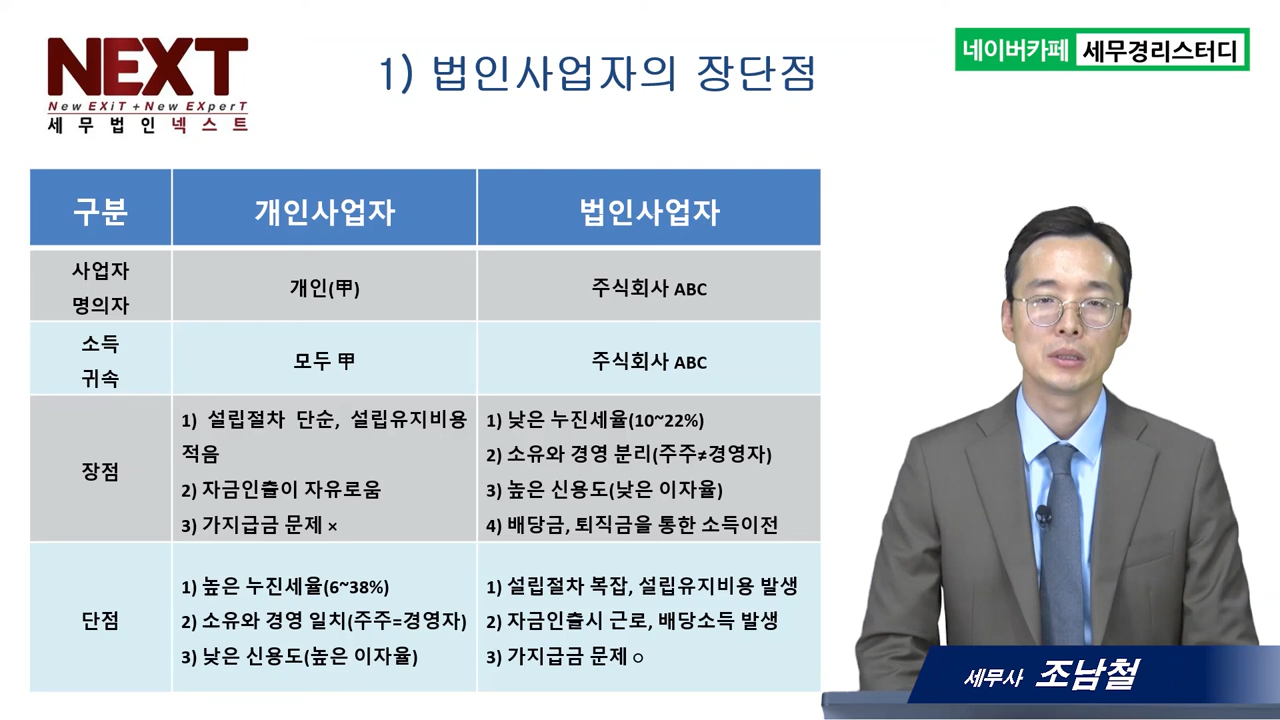 NEXT
New EXiT + New EXperT
세무법인넥스트
1) 법인사업자의 장단점
네이버카페 세무경리스터디
구분 개인사업자 법인사업자
사업자
명의자
개인(甲)
주식회사 ABC
소득
귀속
모두 甲
주식회사 ABC
장점
1) 설립절차 단순, 설립유지비용
적음
2) 자금인출이 자유로움
3) 가지급금 문제 ×
1) 낮은 누진세율(10~22%)
2) 소유와 경영 분리(주주≠경영자)
3) 높은 신용도(낮은 이자율)
4) 배당금, 퇴직금을 통한 소득이전
단점
1) 높은 누진세율(6~38%)
2) 소유와 경영 일치(주주=경영자)
3) 낮은 신용도(높은 이자율)
1) 설립절차 복잡, 설립유지비용 발생
2) 자금인출시 근로, 배당소득 발생
3) 가지급금 문제 ○
세무사 조남철